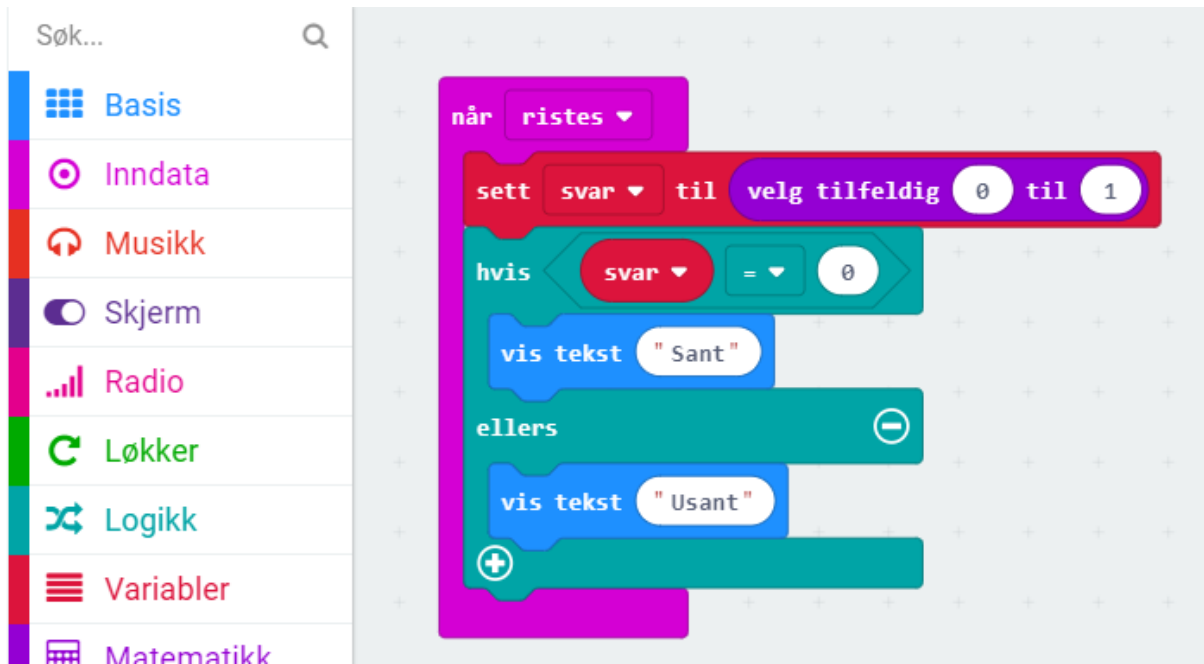 Søk...
Basis
Inndata
Musikk
Skjerm
Radio
Løkker
Logikk
Variabler
Matematikk
når ristes
sett svar til velg tilfeldig 0 til 1
hvis svar = 0
vis tekst "Sant"
ellers
vis tekst "Usant"